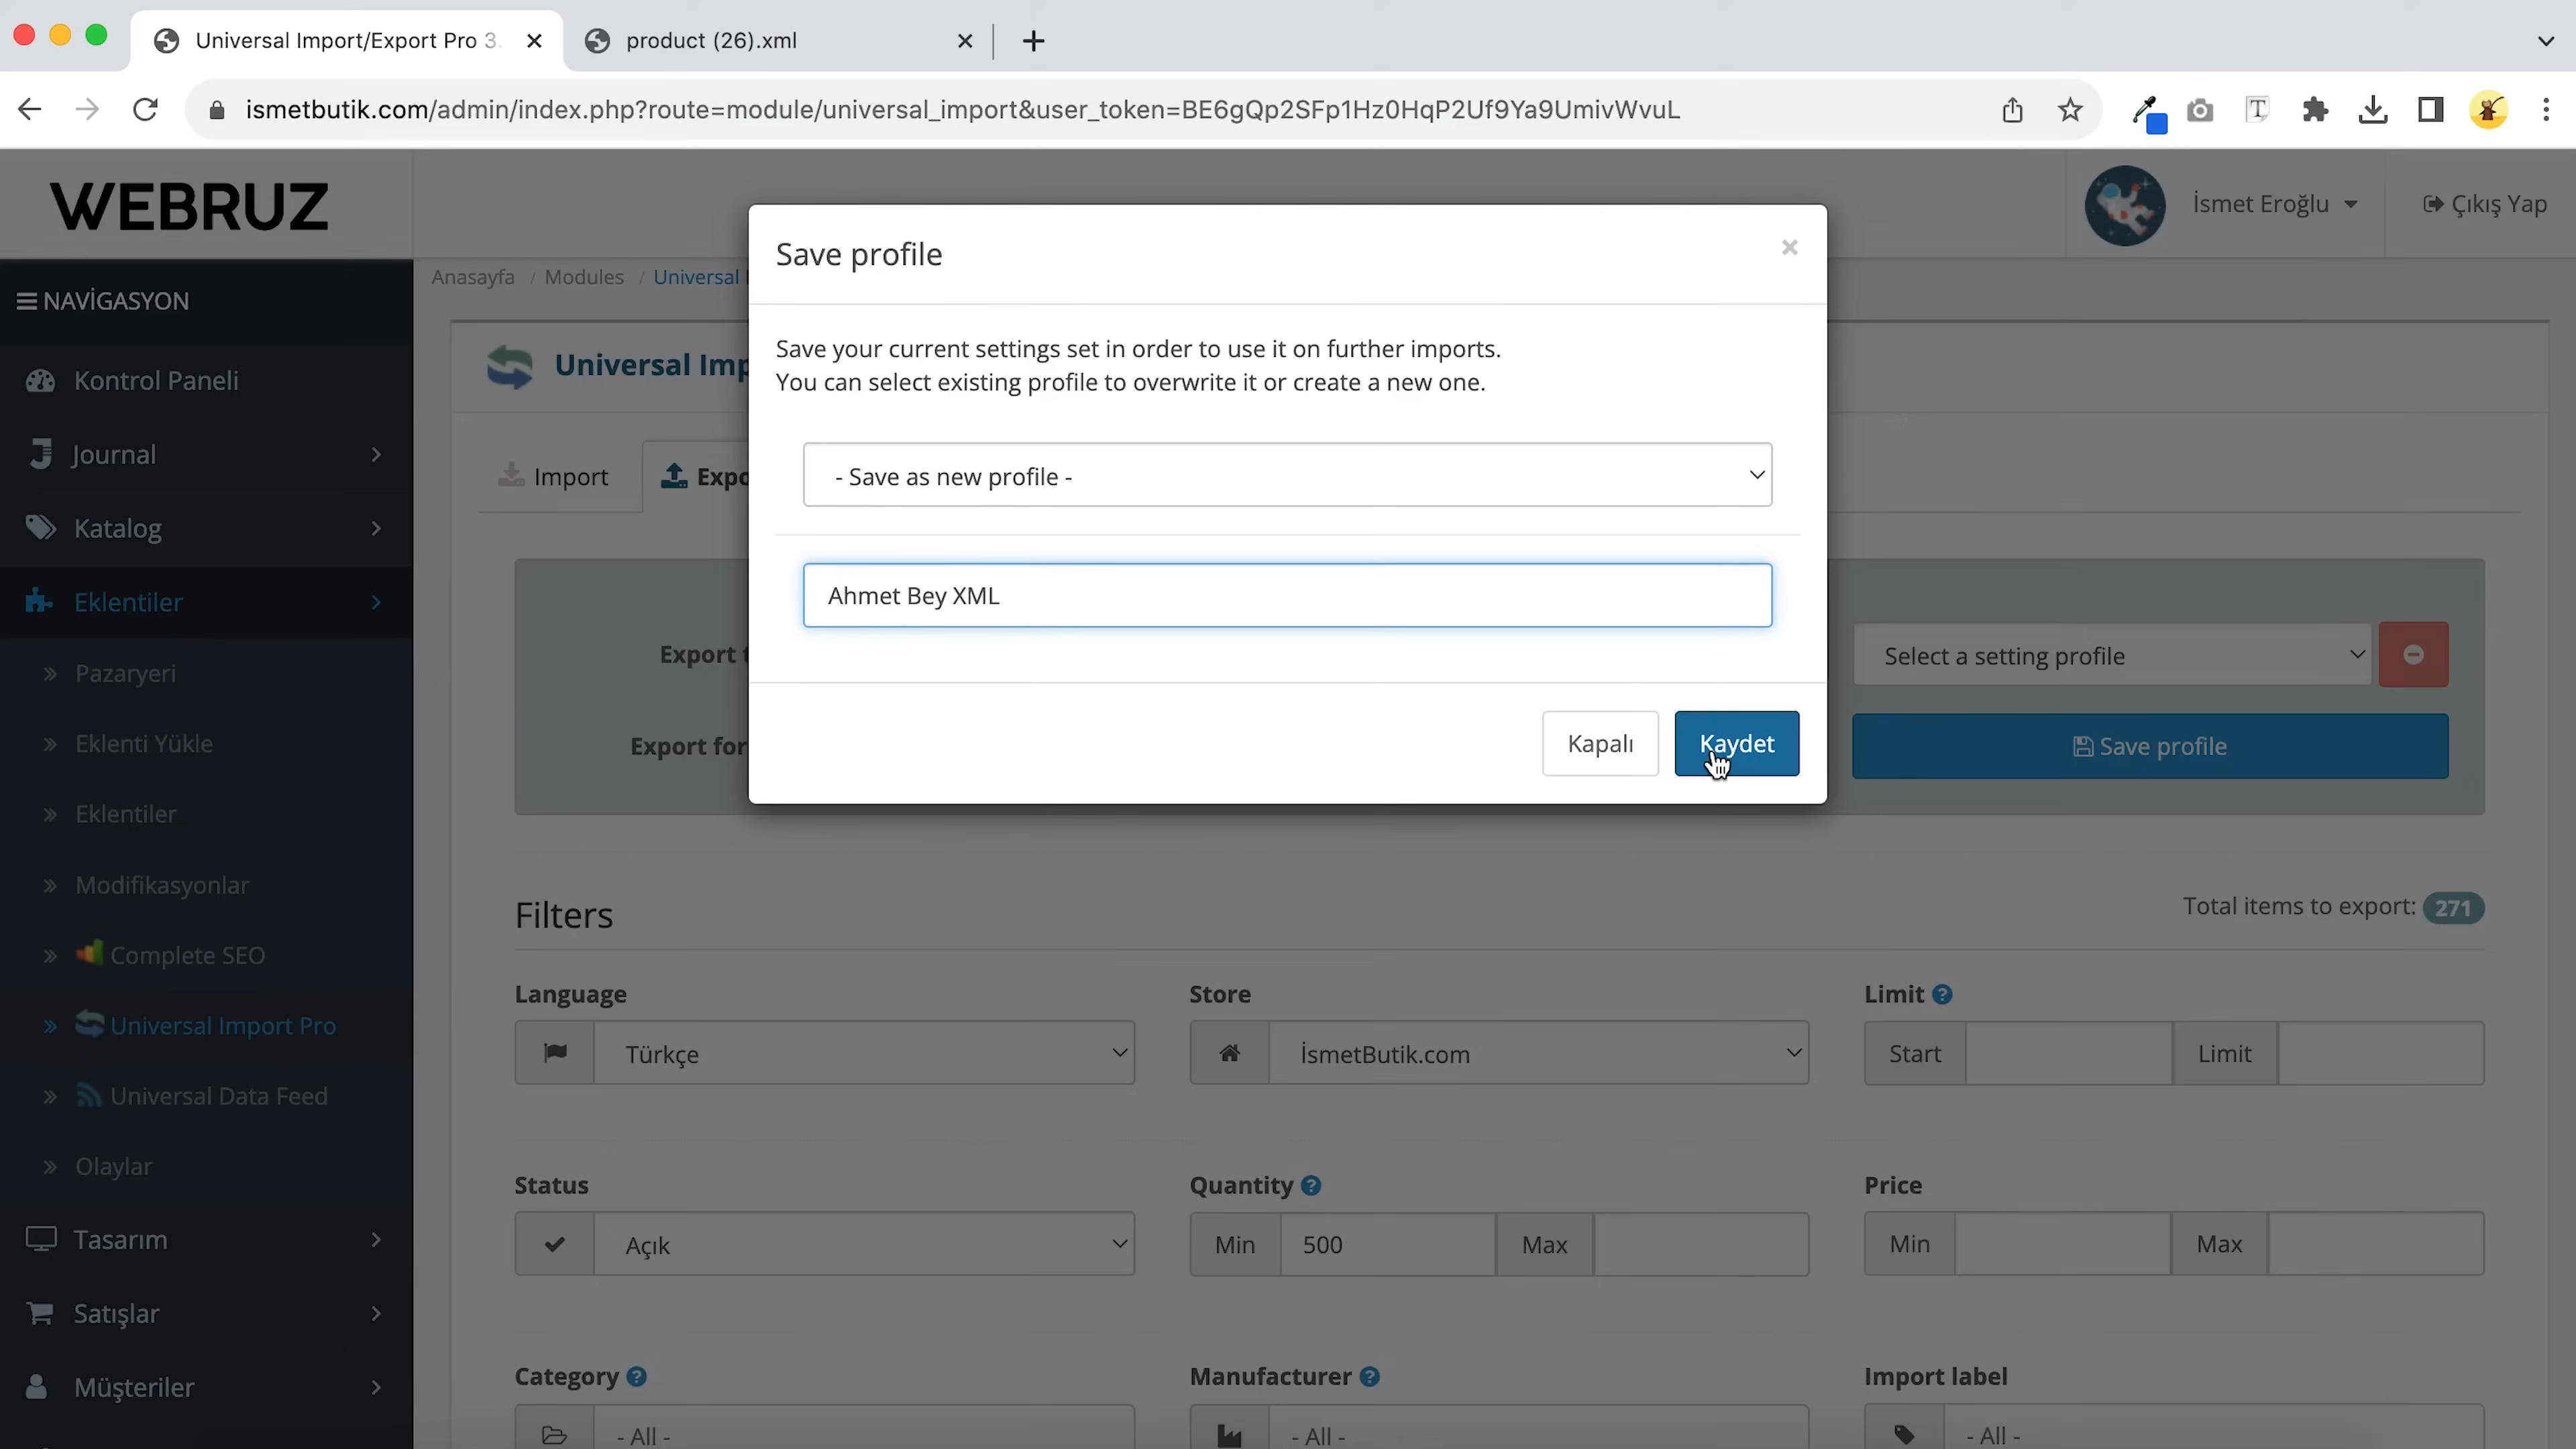 Universal Import/Export Pro 3.
product (26).xml
ismetbutik.com/admin/index.php?route=module/universal_import&user_token=BE6gQp2SFp1Hz0HqP2Uf9Ya9UmivWvuL
WEBRUZ
İsmet Eroğlu
Çıkış Yap
NAVİGASYON
Kontrol Paneli
Journal
Katalog
Eklentiler
Pazaryeri
Eklenti Yükle
Eklentiler
Modifikasyonlar
Complete SEO
Universal Import Pro
Universal Data Feed
Olaylar
Tasarım
Satışlar
Müşteriler
Anasayfa / Modules / Universal
Universal Imp
Import
Expo
Save profile
×
Save your current settings set in order to use it on further imports.
You can select existing profile to overwrite it or create a new one.
- Save as new profile -
Ahmet Bey XML
Kapalı
Kaydet
Export t
Select a setting profile
Export for
Save profile
Filters
Total items to export: 271
Language
Store
Limit
Türkçe
İsmetButik.com
Start
Limit
Status
Quantity
Price
Açık
Min 500 Max
Min
Max
Category
Manufacturer
Import label
- All -
- All -
- All -